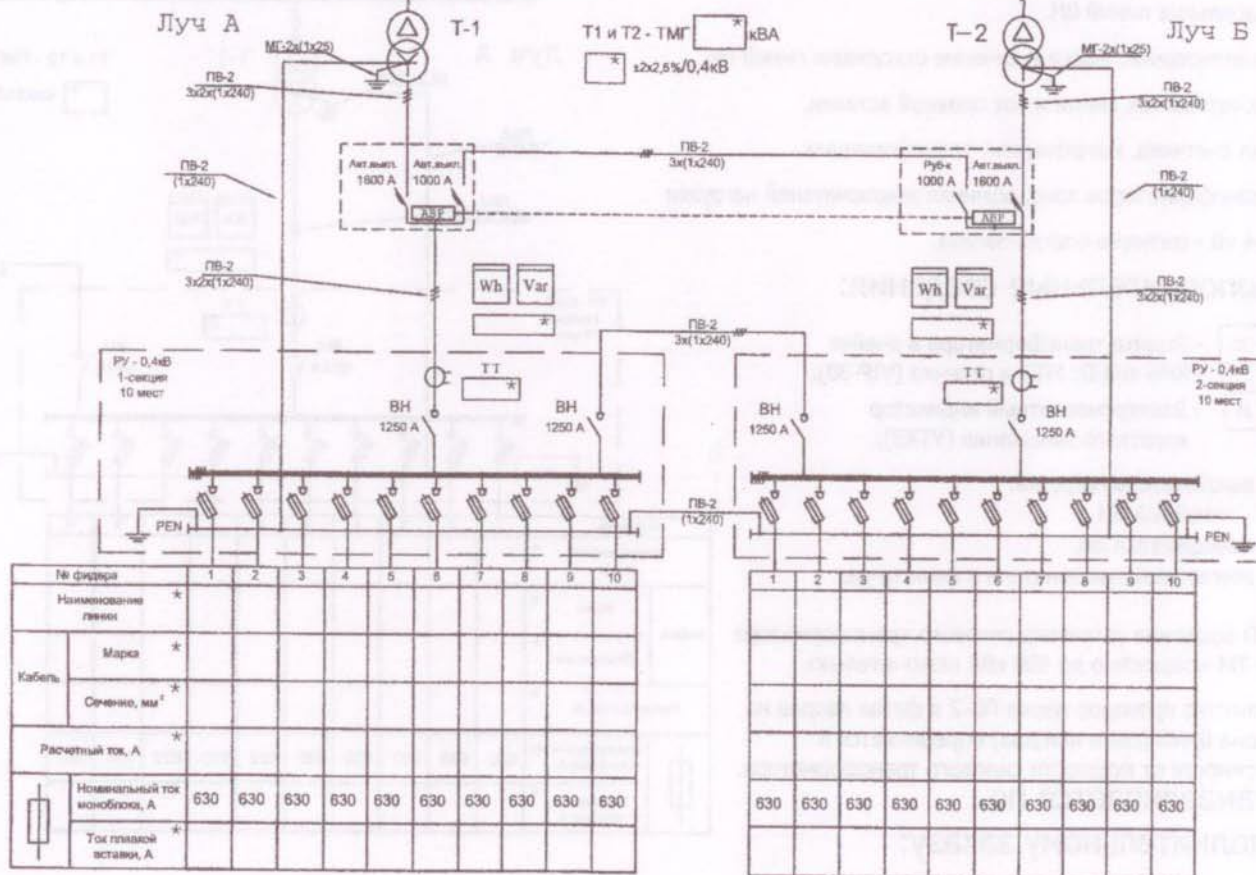 Луч А
Т-1
Т1 и Т2 - ТМГ * кВА
* ±2х2,5%/0,4кВ
Т-2
Луч Б
МГ-2х(1х25)
МГ-2х(1х25)
ПВ-2
3х2х(1х240)
ПВ-2
3х2х(1х240)
ПВ-2
(1х240)
Авт.выкл.
1600 А
Авт.выкл.
1000 А
АВР
ПВ-2
3х(1х240)
Руб-к
1000 А
Авт.выкл.
1600 А
АВР
ПВ-2
(1х240)
ПВ-2
3х2х(1х240)
Wh
Var
*
Wh
Var
*
ПВ-2
3х2х(1х240)
ПВ-2
3х(1х240)
РУ - 0,4кВ
1-секция
10 мест
ТТ
*
ТТ
*
РУ - 0,4кВ
2-секция
10 мест
ВН
1250 А
ВН
1250 А
ВН
1250 А
ВН
1250 А
PEN
ПВ-2
(1х240)
PEN
№ фидера 1 2 3 4 5 6 7 8 9 10 1 2 3 4 5 6 7 8 9 10
Наименование линии *
Кабель
Марка *
Сечение, мм² *
Расчетный ток, А *
Номинальный ток моноблока, А 630 630 630 630 630 630 630 630 630 630 630 630 630 630 630 630 630 630 630 630
Ток плавкой вставки, А *